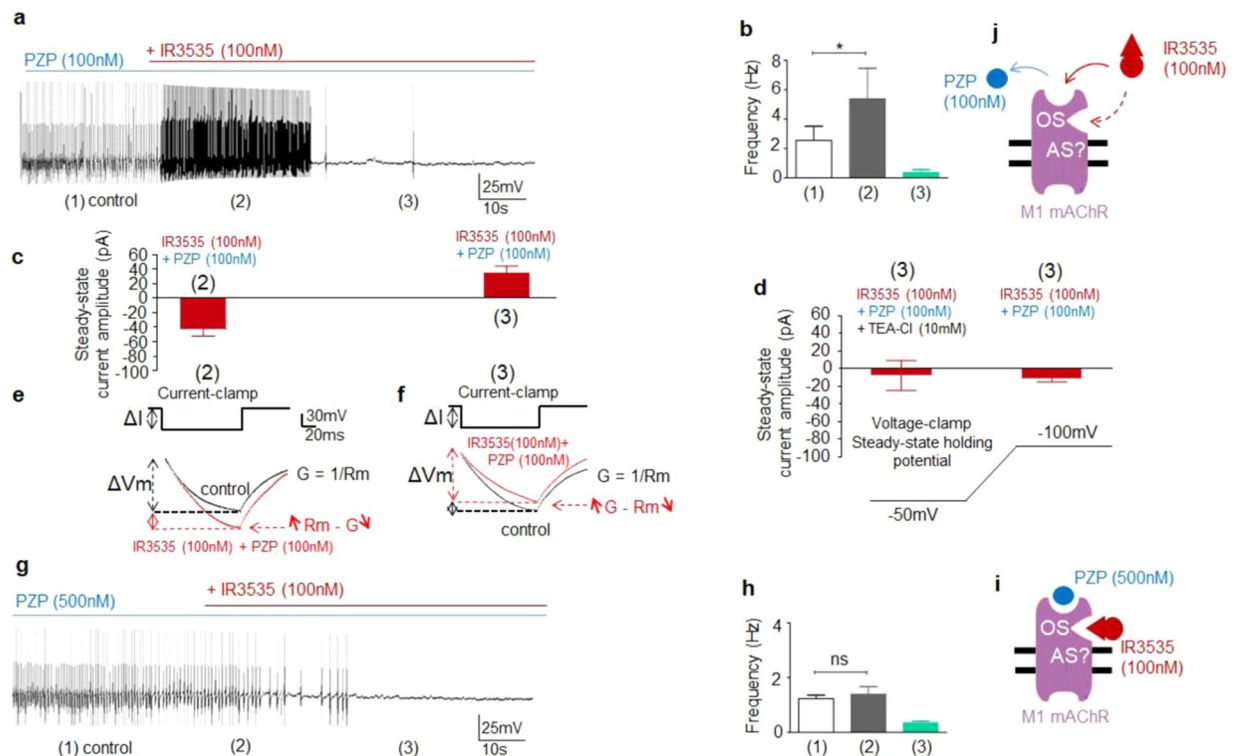 a
+ IR3535 (100nM)
PZP (100nM)
(1) control
(2)
(3)
25mV
10s
b
*
Frequency (Hz)
8
6
4
2
0
(1)
(2)
(3)
j
IR3535
(100nM)
PZP
(100nM)
OS
AS?
M1 mAChR
c
Steady-state
current amplitude (pA)
60
40
20
0
-20
-40
-60
-80
-100
IR3535 (100nM)
+ PZP (100nM)
(2)
(2)
IR3535 (100nM)
+ PZP (100nM)
(3)
(3)
d
Steady-state
current amplitude (pA)
60
40
20
0
-20
-40
-60
-80
-100
(3)
IR3535 (100nM)
+ PZP (100nM)
+ TEA-Cl (10mM)
(3)
IR3535 (100nM)
+ PZP (100nM)
Voltage-clamp
Steady-state holding
potential
-100mV
-50mV
e
Current-clamp
ΔI
30mV
20ms
ΔVm
control
G = 1/Rm
Rm - G
IR3535 (100nM) + PZP (100nM)
f
Current-clamp
ΔI
IR3535(100nM)+
PZP (100nM)
ΔVm
G = 1/Rm
G - Rm
control
g
+ IR3535 (100nM)
PZP (500nM)
(1) control
(2)
(3)
25mV
10s
h
ns
Frequency (Hz)
4
2
0
(1)
(2)
(3)
i
PZP (500nM)
OS
AS?
IR3535
(100nM)
M1 mAChR